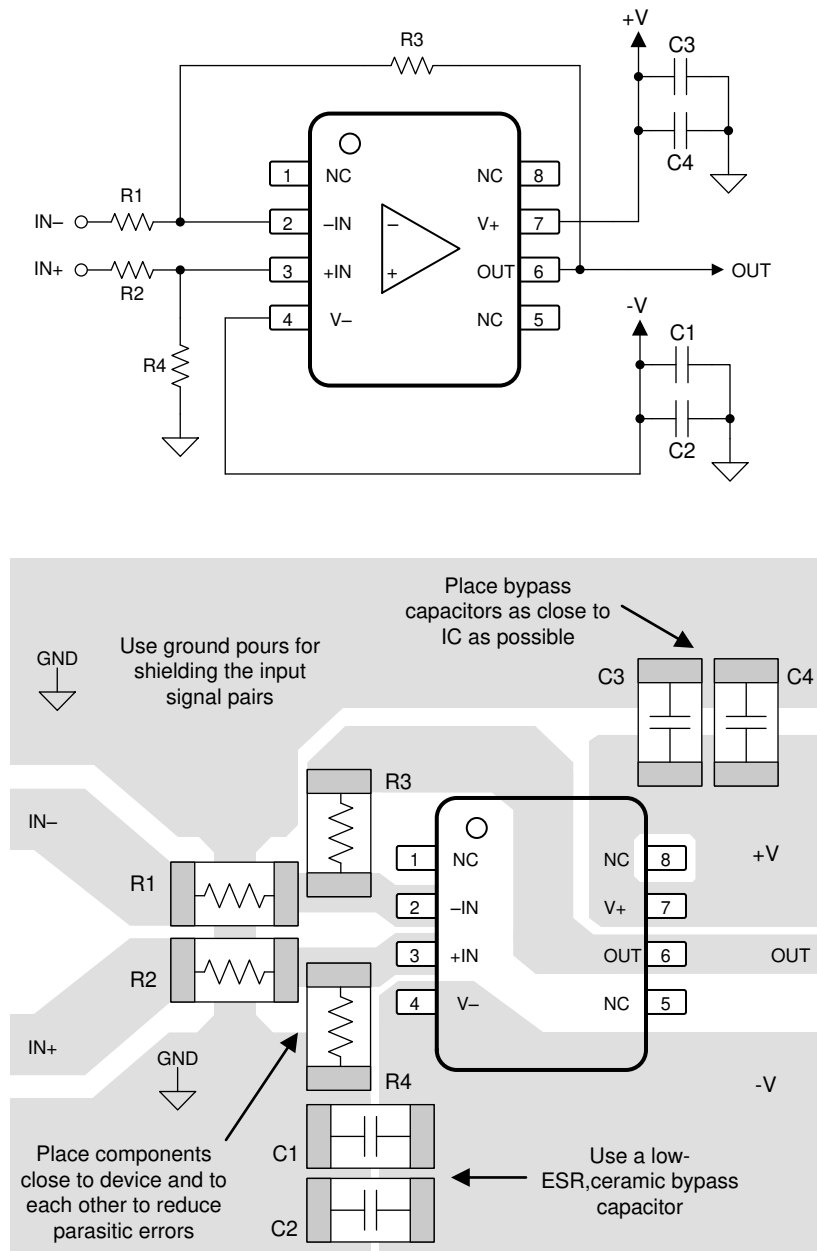 +V
R3
C3
C4
1 NC NC 8
R1
IN– 2 –IN – V+ 7
IN+ 3 +IN + OUT 6 OUT
R2
-V
4 V– NC 5
C1
R4
C2
Place bypass
capacitors as close to
IC as possible
Use ground pours for
shielding the input
signal pairs
GND
C3 C4
R3
IN–
1 NC NC 8 +V
R1
2 –IN V+ 7
3 +IN OUT 6 OUT
R2
4 V– NC 5
IN+
GND
R4 -V
Place components
close to device and to
each other to reduce
parasitic errors
C1
C2
Use a low-
ESR,ceramic bypass
capacitor